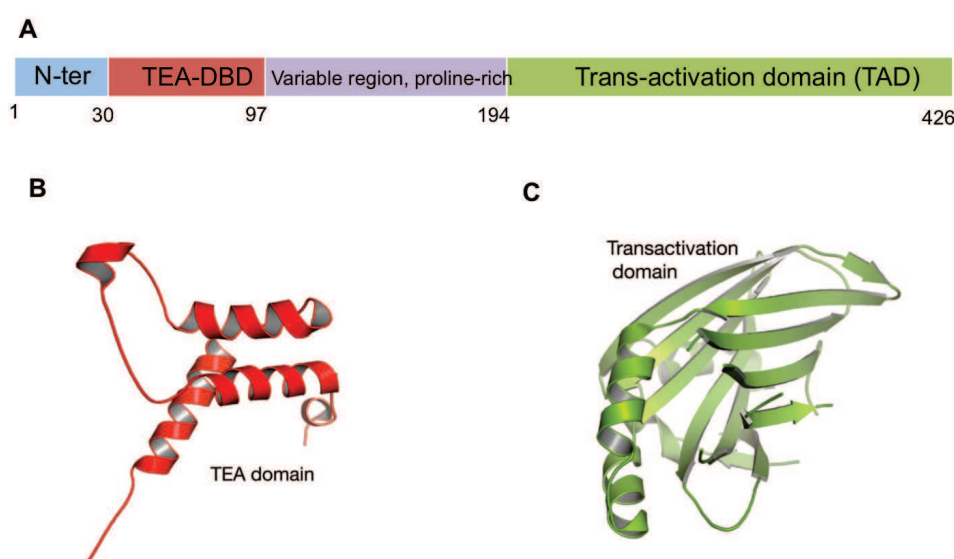 A
N-ter TEA-DBD Variable region, proline-rich Trans-activation domain (TAD)
1 30 97 194 426
B
C
Transactivation
domain
TEA domain